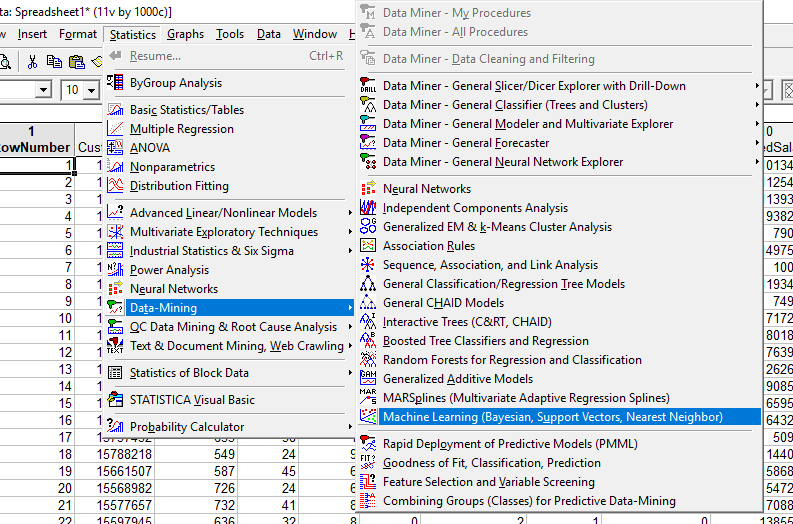 ta: Spreadsheet1* (11v by 1000c)]
ew Insert Format Statistics Graphs Tools Data Window
Resume... Ctrl+R
ByGroup Analysis
Basic Statistics/Tables
Multiple Regression
ANOVA
Nonparametrics
Distribution Fitting
Advanced Linear/Nonlinear Models
Multivariate Exploratory Techniques
Industrial Statistics & Six Sigma
Power Analysis
Neural Networks
Data-Mining
QC Data Mining & Root Cause Analysis
Text & Document Mining, Web Crawling
Statistics of Block Data
STATISTICA Visual Basic
Probability Calculator
Data Miner - My Procedures
Data Miner - All Procedures
Data Miner - Data Cleaning and Filtering
Data Miner - General Slicer/Dicer Explorer with Drill-Down
Data Miner - General Classifier (Trees and Clusters)
Data Miner - General Modeler and Multivariate Explorer
Data Miner - General Forecaster
Data Miner - General Neural Network Explorer
Neural Networks
Independent Components Analysis
Generalized EM & k-Means Cluster Analysis
Association Rules
Sequence, Association, and Link Analysis
General Classification/Regression Tree Models
General CHAID Models
Interactive Trees (C&RT, CHAID)
Boosted Tree Classifiers and Regression
Random Forests for Regression and Classification
Generalized Additive Models
MARSplines (Multivariate Adaptive Regression Splines)
Machine Learning (Bayesian, Support Vectors, Nearest Neighbor)
Rapid Deployment of Predictive Models (PMML)
Goodness of Fit, Classification, Prediction
Feature Selection and Variable Screening
Combining Groups (Classes) for Predictive Data-Mining
10
1 0
owNumber Cus edSala
1 1 0134
2 1 1254
3 1 1393
4 1 9382
5 1 790
6 1 4975
7 1 100
8 1 1934
9 1 749
10 1 7172
11 1 8018
12 1 7639
13 1 2626
14 1 9085
15 1 6595
16 1 6432
17 509
18 15788218 549 24 1440
19 15661507 587 45 5868
20 15568982 726 24 5472
21 15577657 732 41 7088
22 15597945 636 32 8 0 2 1 0 13865